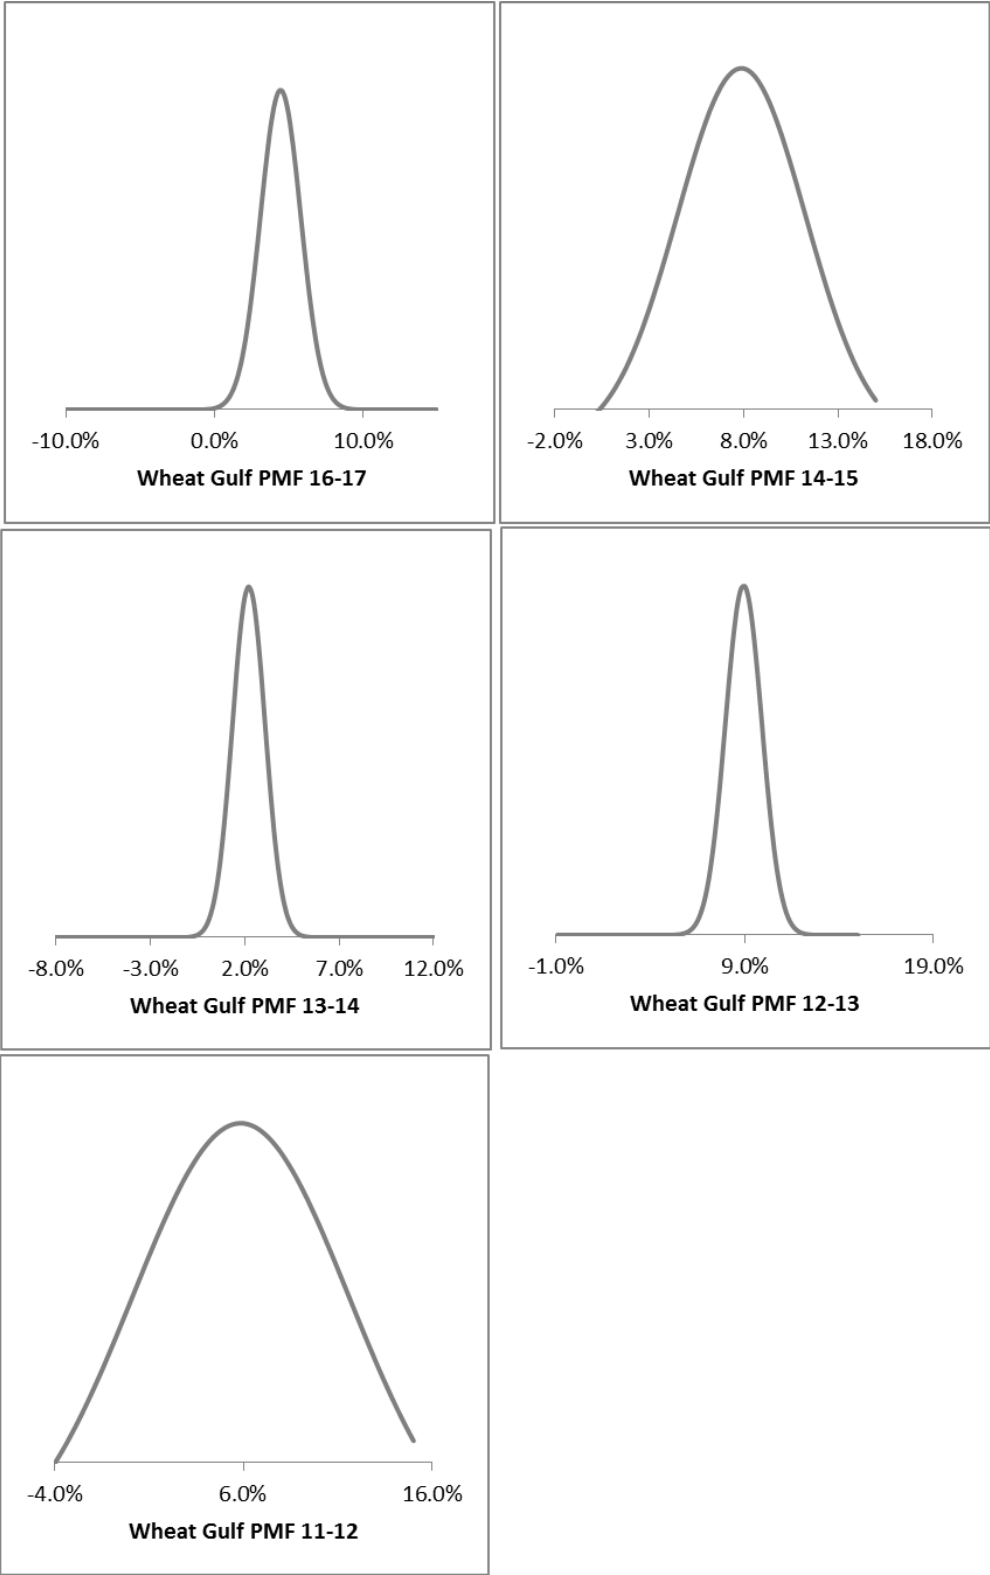 -10.0% 0.0% 10.0%
Wheat Gulf PMF 16-17
-2.0% 3.0% 8.0% 13.0% 18.0%
Wheat Gulf PMF 14-15
-8.0% -3.0% 2.0% 7.0% 12.0%
Wheat Gulf PMF 13-14
-1.0% 9.0% 19.0%
Wheat Gulf PMF 12-13
-4.0% 6.0% 16.0%
Wheat Gulf PMF 11-12